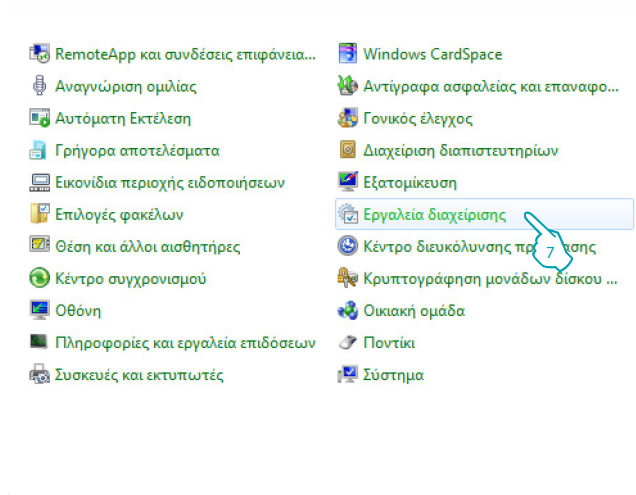 RemoteApp και συνδέσεις επιφάνεια...
Windows CardSpace
Αναγνώριση ομιλίας
Αντίγραφα ασφαλείας και επαναφο...
Αυτόματη Εκτέλεση
Γονικός έλεγχος
Γρήγορα αποτελέσματα
Διαχείριση διαπιστευτηρίων
Εικονίδια περιοχής ειδοποιήσεων
Εξατομίκευση
Επιλογές φακέλων
Εργαλεία διαχείρισης
Θέση και άλλοι αισθητήρες
Κέντρο διευκόλυνσης
7
Κέντρο συγχρονισμού
Κρυπτογράφηση μονάδων δίσκου ...
Οθόνη
Οικιακή ομάδα
Πληροφορίες και εργαλεία επιδόσεων
Ποντίκι
Συσκευές και εκτυπωτές
Σύστημα